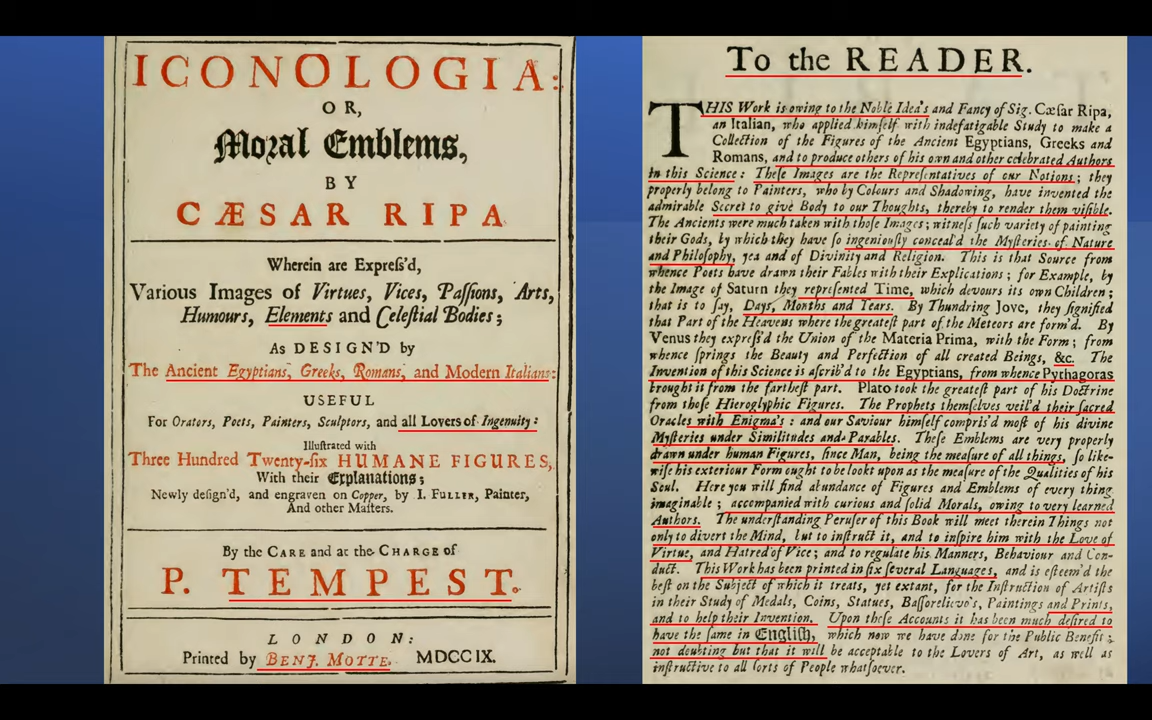 ICONOLOGIA:
OR,
Moral Emblems,
BY
CÆSAR RIPA
Wherein are Expreſs'd,
Various Images of Virtues, Vices, Paſſions, Arts,
Humours, Elements and Celeſtial Bodies;
As DESIGN'D by
The Ancient Egyptians, Greeks, Romans, and Modern Italians:
USEFUL
For Orators, Poets, Painters, Sculptors, and all Lovers of Ingenuity:
Illuſtrated with
Three Hundred Twenty-ſix HUMANE FIGURES,
With their Explanations;
Newly deſign'd, and engraven on Copper, by I. FULLER, Painter,
And other Maſters.
By the CARE and at the CHARGE of
P. TEMPEST.
LONDON:
Printed by BENJ. MOTTE. MDCCIX.
To the READER.
THIS Work is owing to the Noble Idea's and Fancy of Sig. Cæſar Ripa,
an Italian, who applied himſelf with indefatigable Study to make a
Collection of the Figures of the Ancient Egyptians, Greeks and
Romans, and to produce others of his own and other celebrated Authors
in this Science: Theſe Images are the Repreſentatives of our Notions; they
properly belong to Painters, who by Colours and Shadowing, have invented the
admirable Secret to give Body to our Thoughts, thereby to render them viſible.
The Ancients were much taken with thoſe Images; witneſs ſuch variety of painting
their Gods, by which they have ſo ingeniouſly conceal'd the Myſteries of Nature
and Philoſophy, yea and of Divinity and Religion. This is that Source from
whence Poets have drawn their Fables with their Explications; for Example, by
the Image of Saturn they repreſented Time, which devours its own Children;
that is to ſay, Days, Months and Years. By Thundring Jove, they ſignified
that Part of the Heavens where the greateſt part of the Meteors are form'd. By
Venus they expreſs'd the Union of the Materia Prima, with the Form; from
whence ſprings the Beauty and Perfection of all created Beings, &c. The
Invention of this Science is aſcrib'd to the Egyptians, from whence Pythagoras
brought it from the fartheſt part. Plato took the greateſt part of his Doctrine
from thoſe Hieroglyphic Figures. The Prophets themſelves veil'd their ſacred
Oracles with Enigma's: and our Saviour himſelf compris'd moſt of his divine
Myſteries under Similitudes and Parables. Theſe Emblems are very properly
drawn under human Figures, ſince Man, being the meaſure of all things, ſo like-
wiſe his exteriour Form ought to be lookt upon as the meaſure of the Qualities of his
Soul. Here you will find abundance of Figures and Emblems of every thing
imaginable; accompanied with curious and ſolid Morals, owing to very learned
Authors. The underſtanding Peruſer of this Book will meet therein Things not
only to divert the Mind, but to inſtruct it, and to inſpire him with the Love of
Virtue, and Hatred of Vice; and to regulate his Manners, Behaviour and Con-
duct. This Work has been printed in ſix ſeveral Languages, and is eſteem'd the
beſt on the Subject of which it treats, yet extant, for the Inſtruction of Artiſts
in their Study of Medals, Coins, Statues, Baſſorelievo's, Paintings and Prints,
and to help their Invention. Upon theſe Accounts it has been much deſired to
have the ſame in Engliſh, which now we have done for the Public Benefit;
not doubting but that it will be acceptable to the Lovers of Art, as well as
inſtructive to all ſorts of People whatſoever.